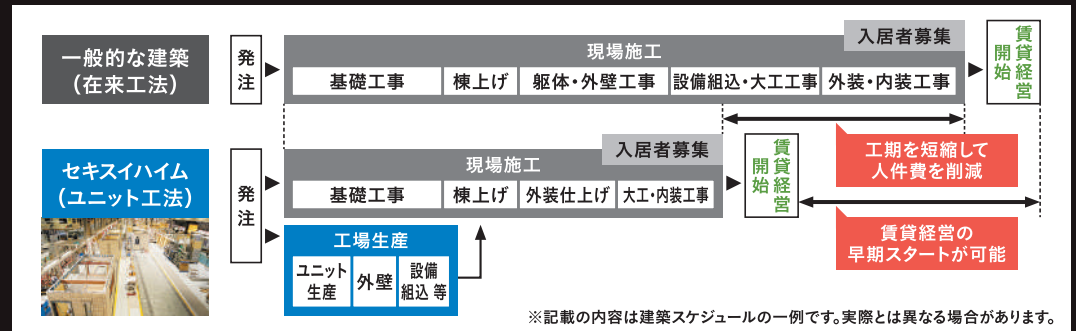 一般的な建築
（在来工法）
発注
現場施工
入居者募集
基礎工事
棟上げ
躯体・外壁工事
設備組込・大工工事
外装・内装工事
賃貸経営
開始
セキスイハイム
（ユニット工法）
発注
現場施工
入居者募集
基礎工事
棟上げ
外装仕上げ
大工・内装工事
賃貸経営
開始
工期を短縮して
人件費を削減
工場生産
ユニット
生産
外壁
設備
組込 等
賃貸経営の
早期スタートが可能
※記載の内容は建築スケジュールの一例です。実際とは異なる場合があります。